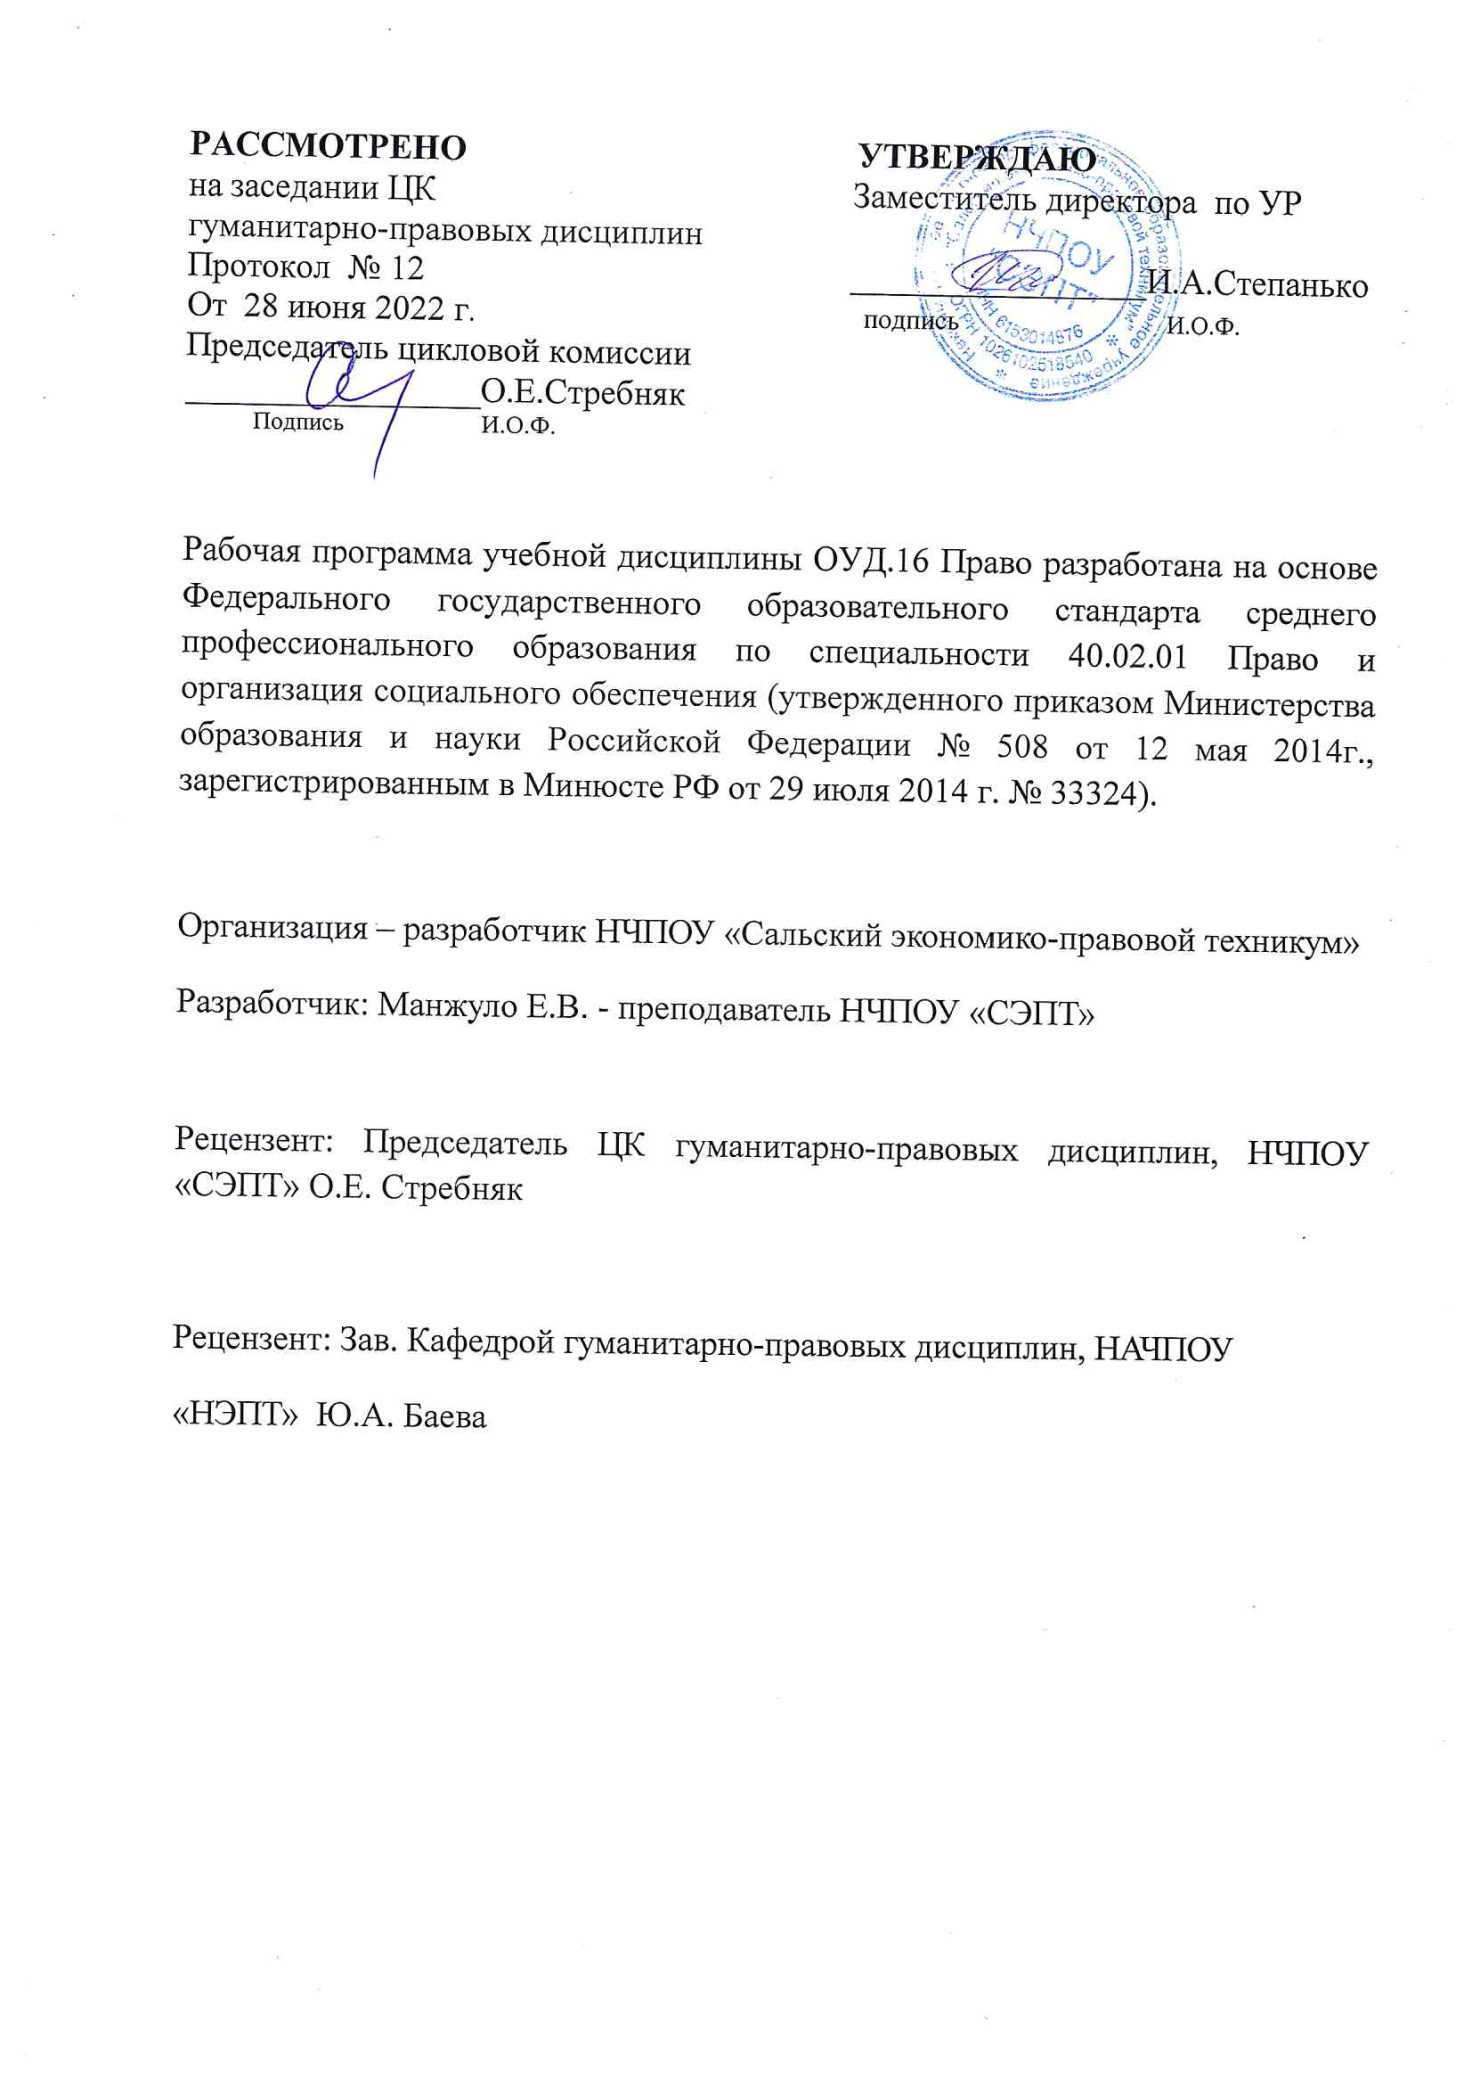 РАССМОТРЕНО
на заседании ЦК
гуманитарно-правовых дисциплин
Протокол № 12
От 28 июня 2022 г.
Председатель цикловой комиссии
О.Е.Стребняк
Подпись И.О.Ф.
УТВЕРЖДАЮ
Заместитель директора по УР
И.А.Степанько
подпись И.О.Ф.
НЧПОУ
ИНН 6153014876
ОГРН 1026102518540
Рабочая программа учебной дисциплины ОУД.16 Право разработана на основе
Федерального государственного образовательного стандарта среднего
профессионального образования по специальности 40.02.01 Право и
организация социального обеспечения (утвержденного приказом Министерства
образования и науки Российской Федерации № 508 от 12 мая 2014г.,
зарегистрированным в Минюсте РФ от 29 июля 2014 г. № 33324).
Организация – разработчик НЧПОУ «Сальский экономико-правовой техникум»
Разработчик: Манжуло Е.В. - преподаватель НЧПОУ «СЭПТ»
Рецензент: Председатель ЦК гуманитарно-правовых дисциплин, НЧПОУ
«СЭПТ» О.Е. Стребняк
Рецензент: Зав. Кафедрой гуманитарно-правовых дисциплин, НАЧПОУ
«НЭПТ» Ю.А. Баева